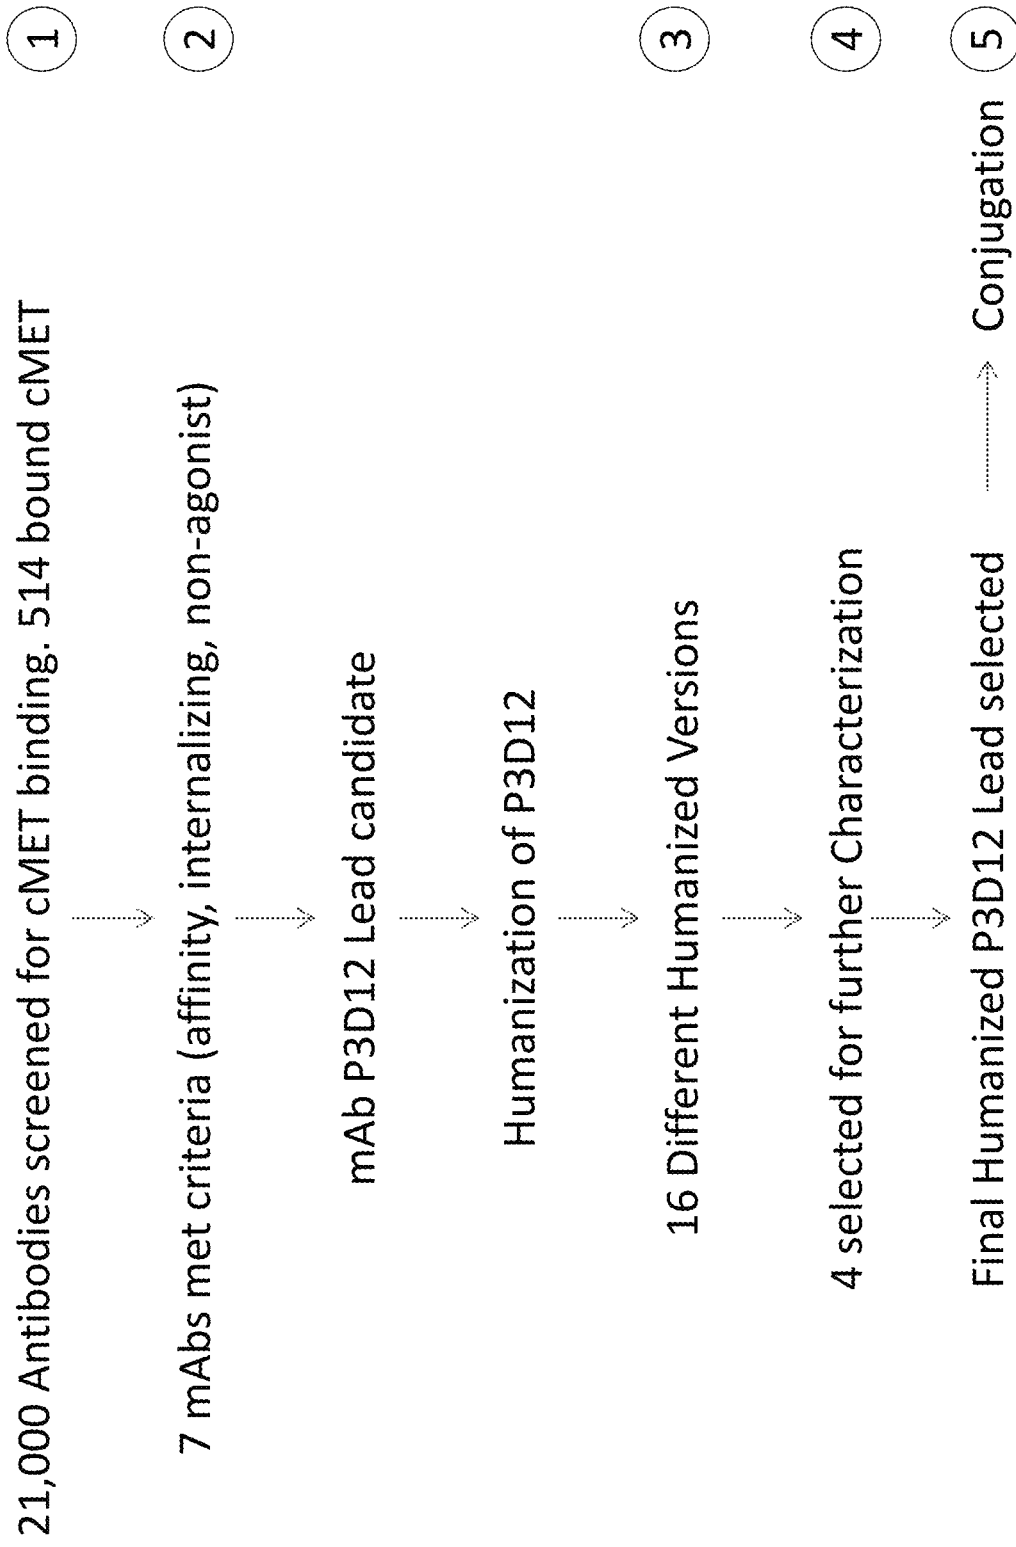 21,000 Antibodies screened for cMET binding. 514 bound cMET 1
7 mAbs met criteria (affinity, internalizing, non-agonist) 2
mAb P3D12 Lead candidate
Humanization of P3D12
16 Different Humanized Versions 3
4 selected for further Characterization 4
Final Humanized P3D12 Lead selected Conjugation 5